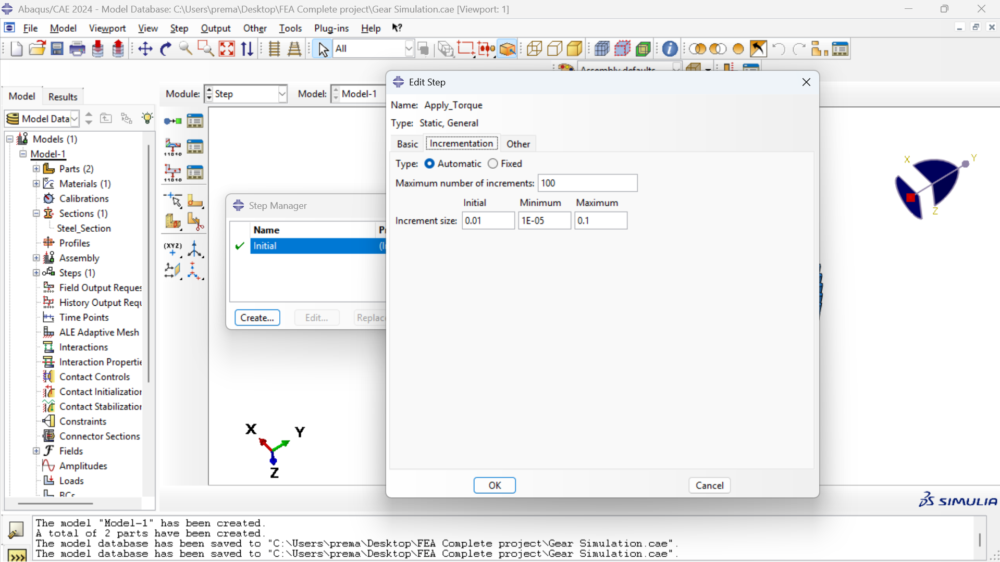 Abaqus/CAE 2024 - Model Database: C:\Users\prema\Desktop\FEA Complete project\Gear Simulation.cae [Viewport: 1]
File Model Viewport View Step Output Other Tools Plug-ins Help
All
Assembly defaults
Model Results
Module: Step Model: Model-1
Model Data
Models (1)
Model-1
Parts (2)
Materials (1)
Calibrations
Sections (1)
Steel_Section
Profiles
Assembly
Steps (1)
Field Output Reques
History Output Requ
Time Points
ALE Adaptive Mesh
Interactions
Interaction Propertie
Contact Controls
Contact Initialization
Contact Stabilization
Constraints
Connector Sections
Fields
Amplitudes
Loads
BCs
11010
11010
(XYZ)
Step Manager
Name
Initial
Create... Edit... Replac
Edit Step
Name: Apply_Torque
Type: Static, General
Basic Incrementation Other
Type: Automatic Fixed
Maximum number of increments: 100
Initial Minimum Maximum
Increment size: 0.01 1E-05 0.1
OK Cancel
X Y
Z
X Y
Z
SIMULIA
The model "Model-1" has been created.
A total of 2 parts have been created.
The model database has been saved to "C:\Users\prema\Desktop\FEA Complete project\Gear Simulation.cae".
The model database has been saved to "C:\Users\prema\Desktop\FEA Complete project\Gear Simulation.cae".
>>>